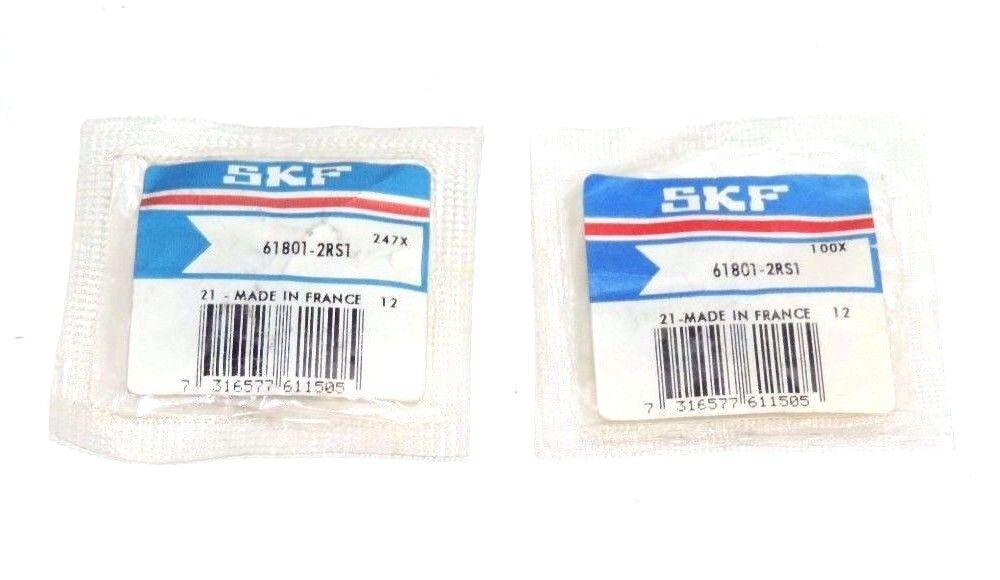 SKF
247X
61801-2RS1
21 - MADE IN FRANCE 12
7 316577 611505
SKF
100X
61801-2RS1
21-MADE IN FRANCE 12
7 316577 611505